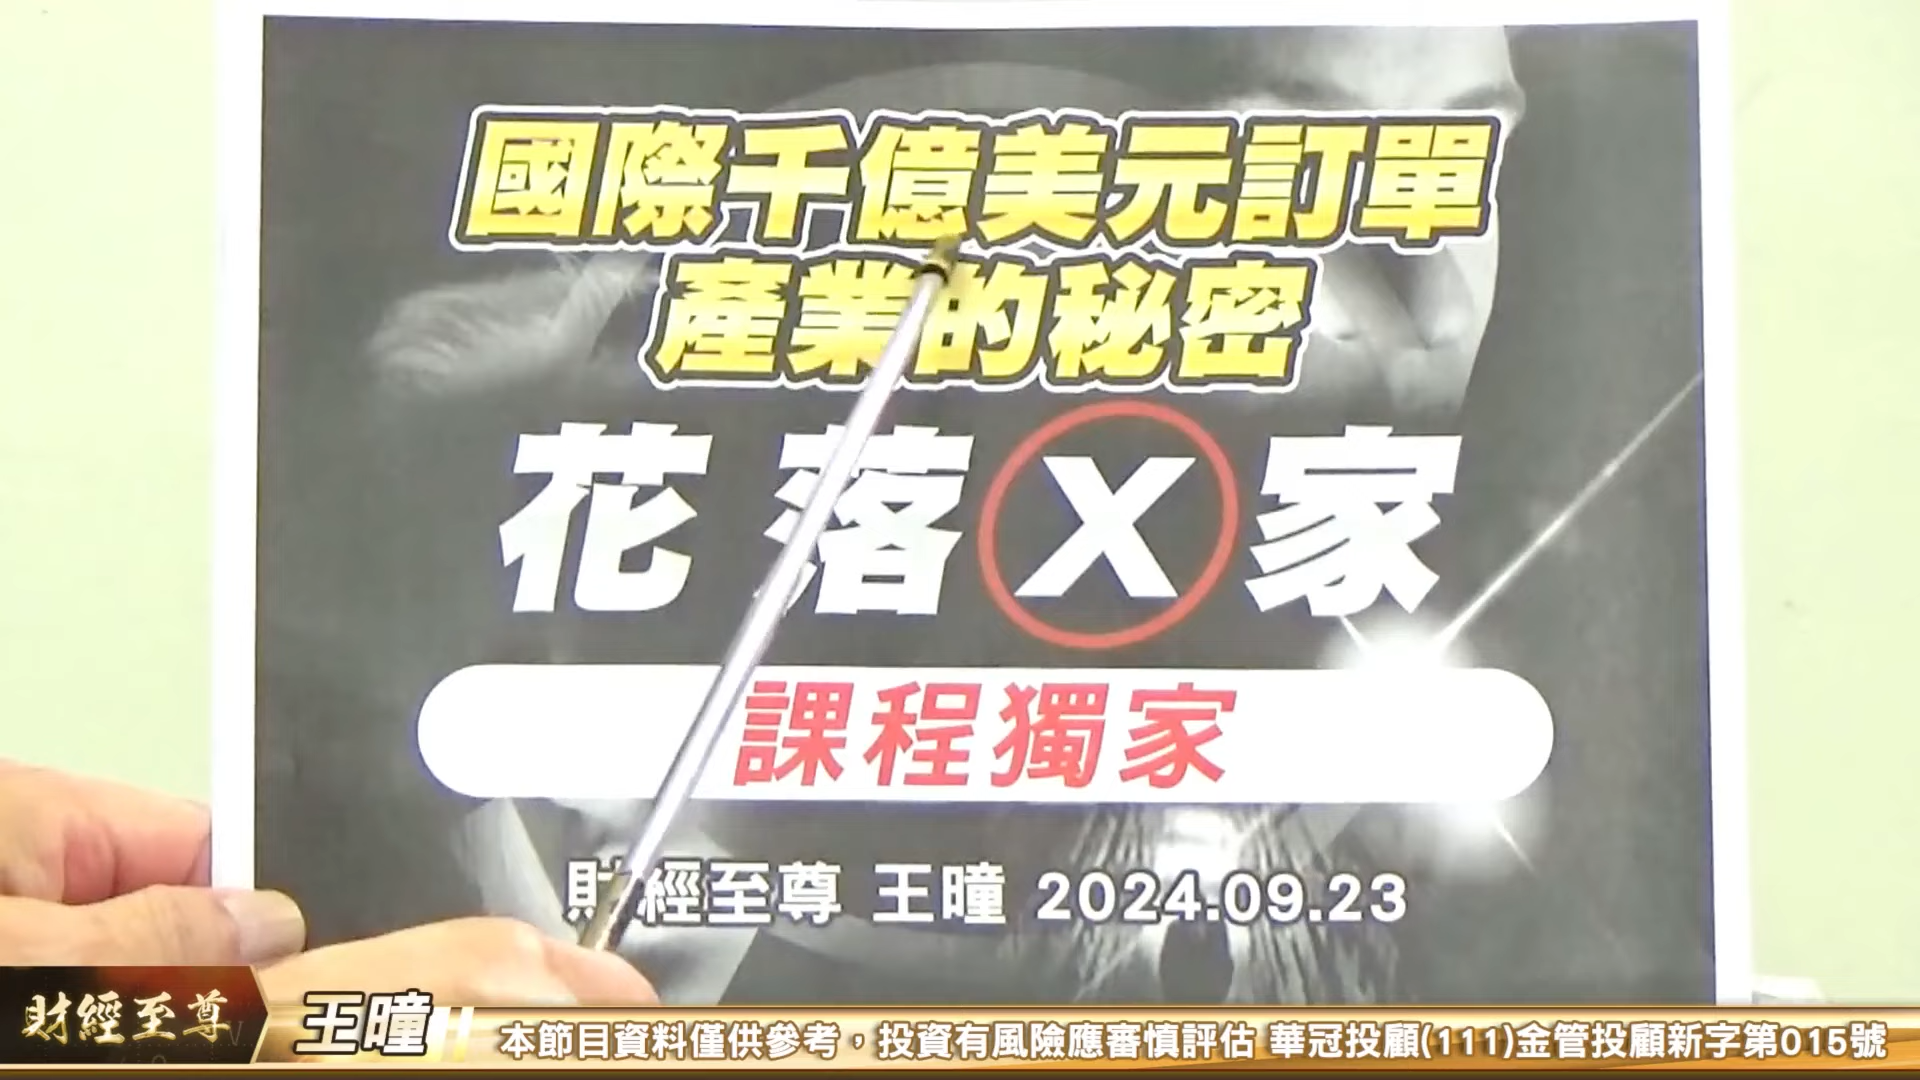 國際千億美元訂單
產業的秘密
花落X家
課程獨家
財經至尊 王曈 2024.09.23
財經至尊 王曈 本節目資料僅供參考，投資有風險應審慎評估 華冠投顧(111)金管投顧新字第015號